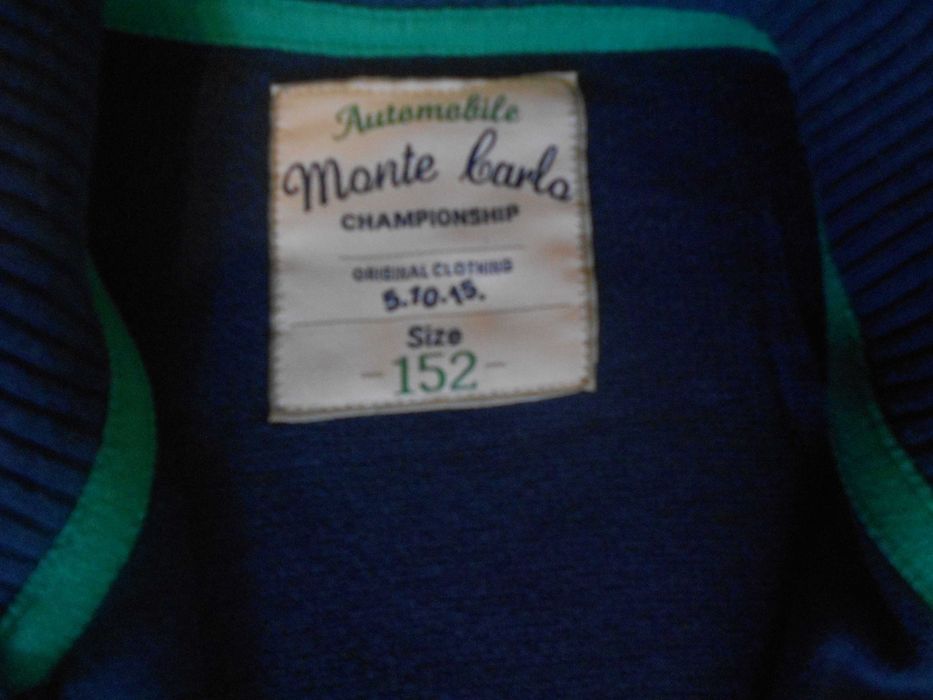 Automobile
Monte Carlo
CHAMPIONSHIP
ORIGINAL CLOTHING
5.10.15.
Size
- 152 -